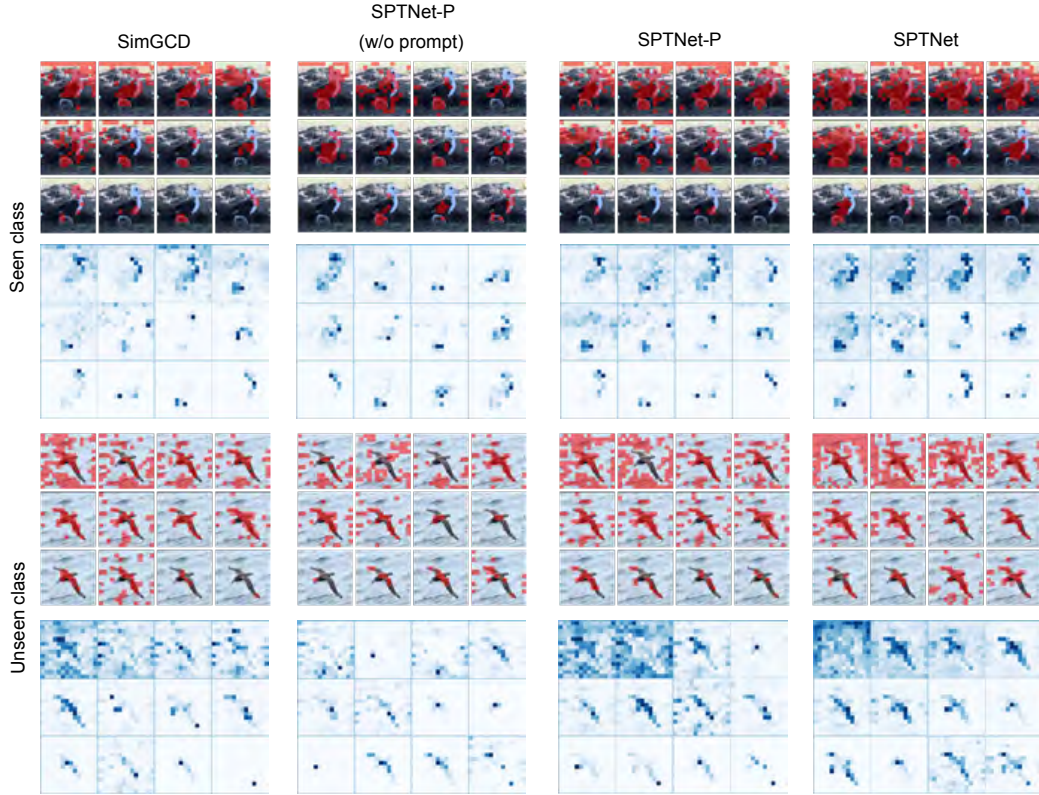 SimGCD
SPTNet-P
(w/o prompt)
SPTNet-P
SPTNet
Seen class
Unseen class